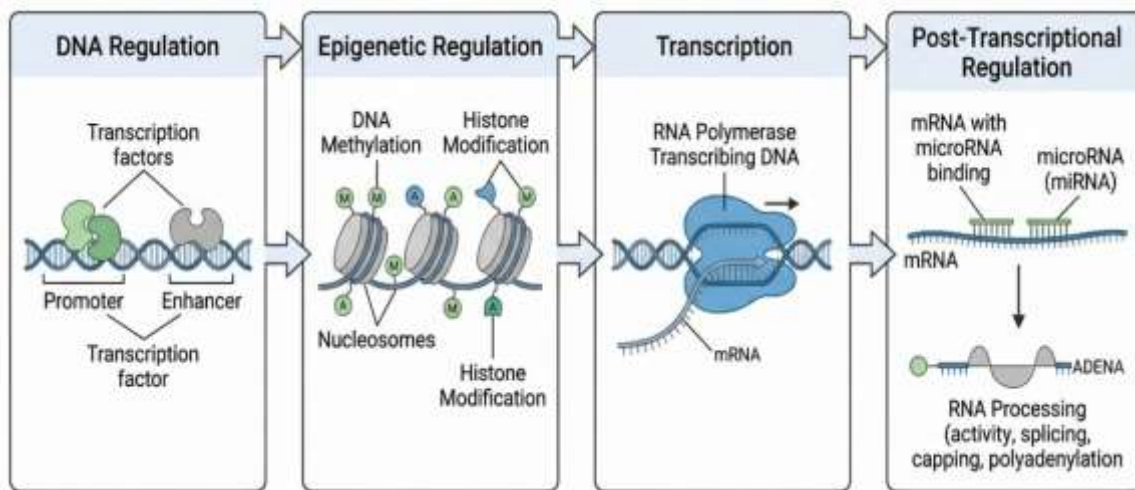 DNA Regulation
Transcription
factors
Promoter
Enhancer
Transcription
factor
Epigenetic Regulation
DNA
Methylation
Histone
Modification
M
M
A
A
M
M
A
M
A
Nucleosomes
Histone
Modification
Transcription
RNA Polymerase
Transcribing DNA
mRNA
Post-Transcriptional
Regulation
mRNA with
microRNA
binding
microRNA
(miRNA)
mRNA
ADENA
RNA Processing
(activity, splicing,
capping, polyadenylation